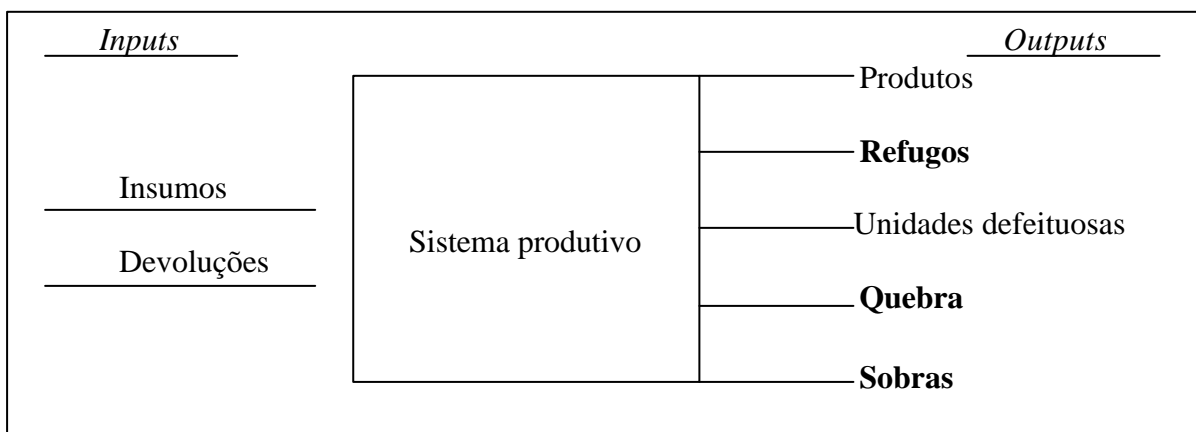 Inputs
Outputs
Produtos
Refugos
Insumos
Unidades defeituosas
Sistema produtivo
Devoluções
Quebra
Sobras